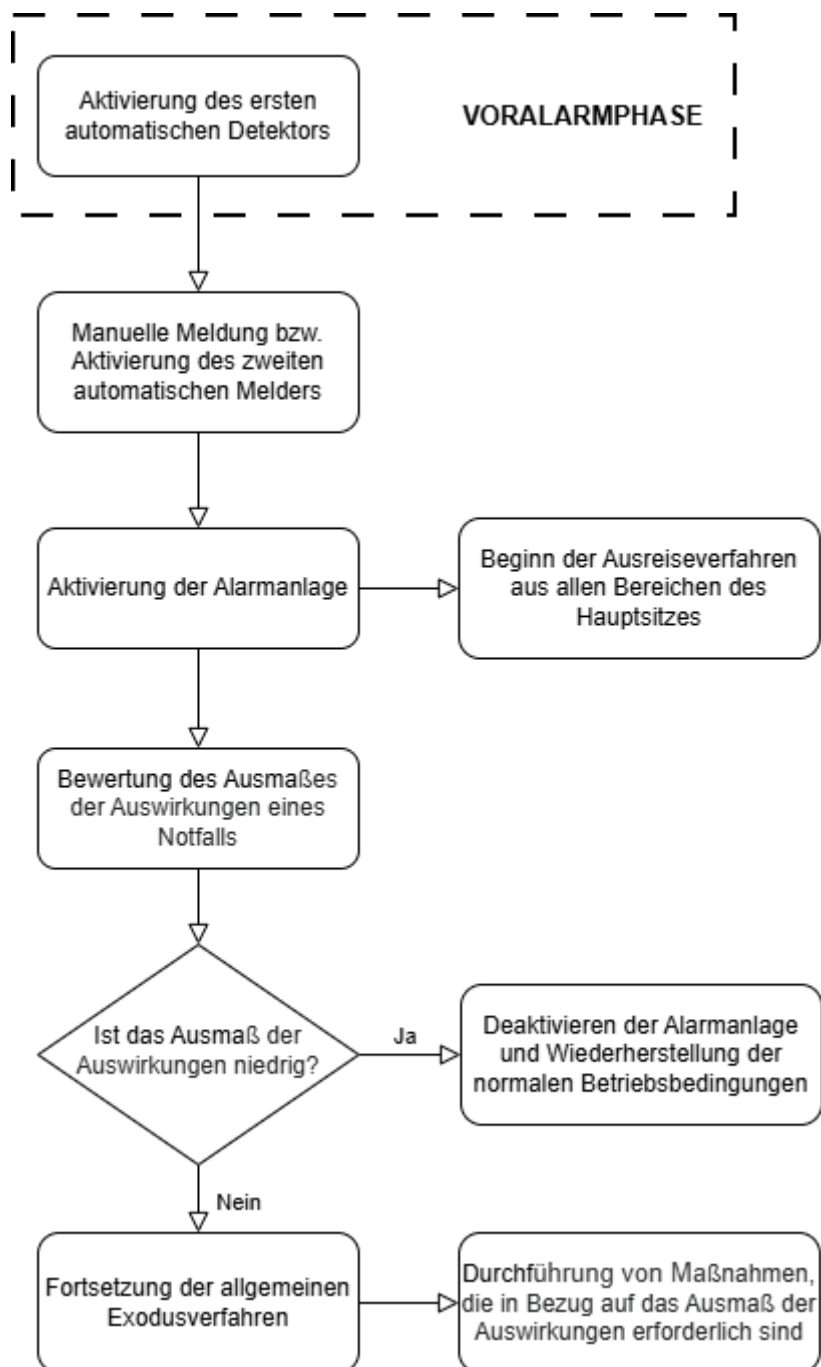 Aktivierung des ersten
automatischen Detektors
VORALARMPHASE
Manuelle Meldung bzw.
Aktivierung des zweiten
automatischen Melders
Aktivierung der Alarmanlage
Beginn der Ausreiseverfahren
aus allen Bereichen des
Hauptsitzes
Bewertung des Ausmaßes
der Auswirkungen eines
Notfalls
Ist das Ausmaß der
Auswirkungen niedrig?
Ja
Deaktivieren der Alarmanlage
und Wiederherstellung der
normalen Betriebsbedingungen
Nein
Fortsetzung der allgemeinen
Exodusverfahren
Durchführung von Maßnahmen,
die in Bezug auf das Ausmaß der
Auswirkungen erforderlich sind